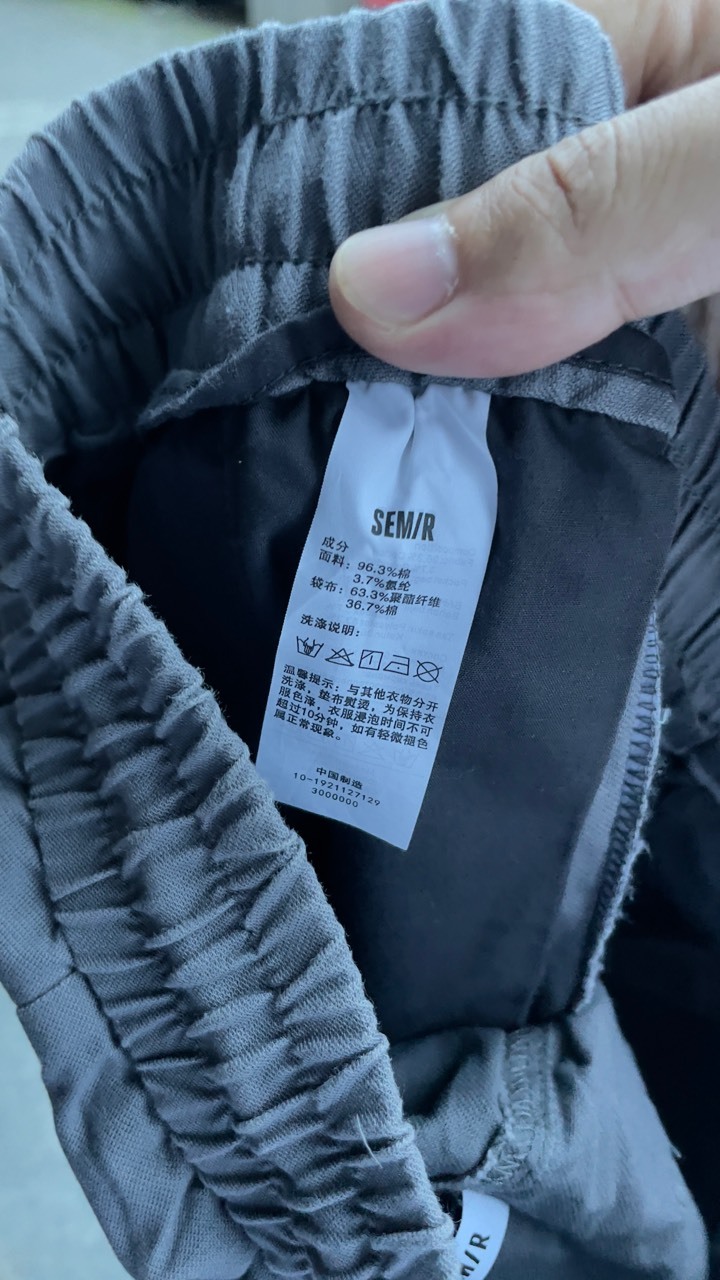 SEM/R
成分
面料：96.3%棉
3.7%氨纶
袋布：63.3%聚酯纤维
36.7%棉
洗涤说明：
温馨提示：与其他衣物分开
洗涤，垫布熨烫，为保持衣
服色泽，衣服浸泡时间不可
超过10分钟，如有轻微褪色
属正常现象。
中国制造
10-1921127129
3000000
M/R